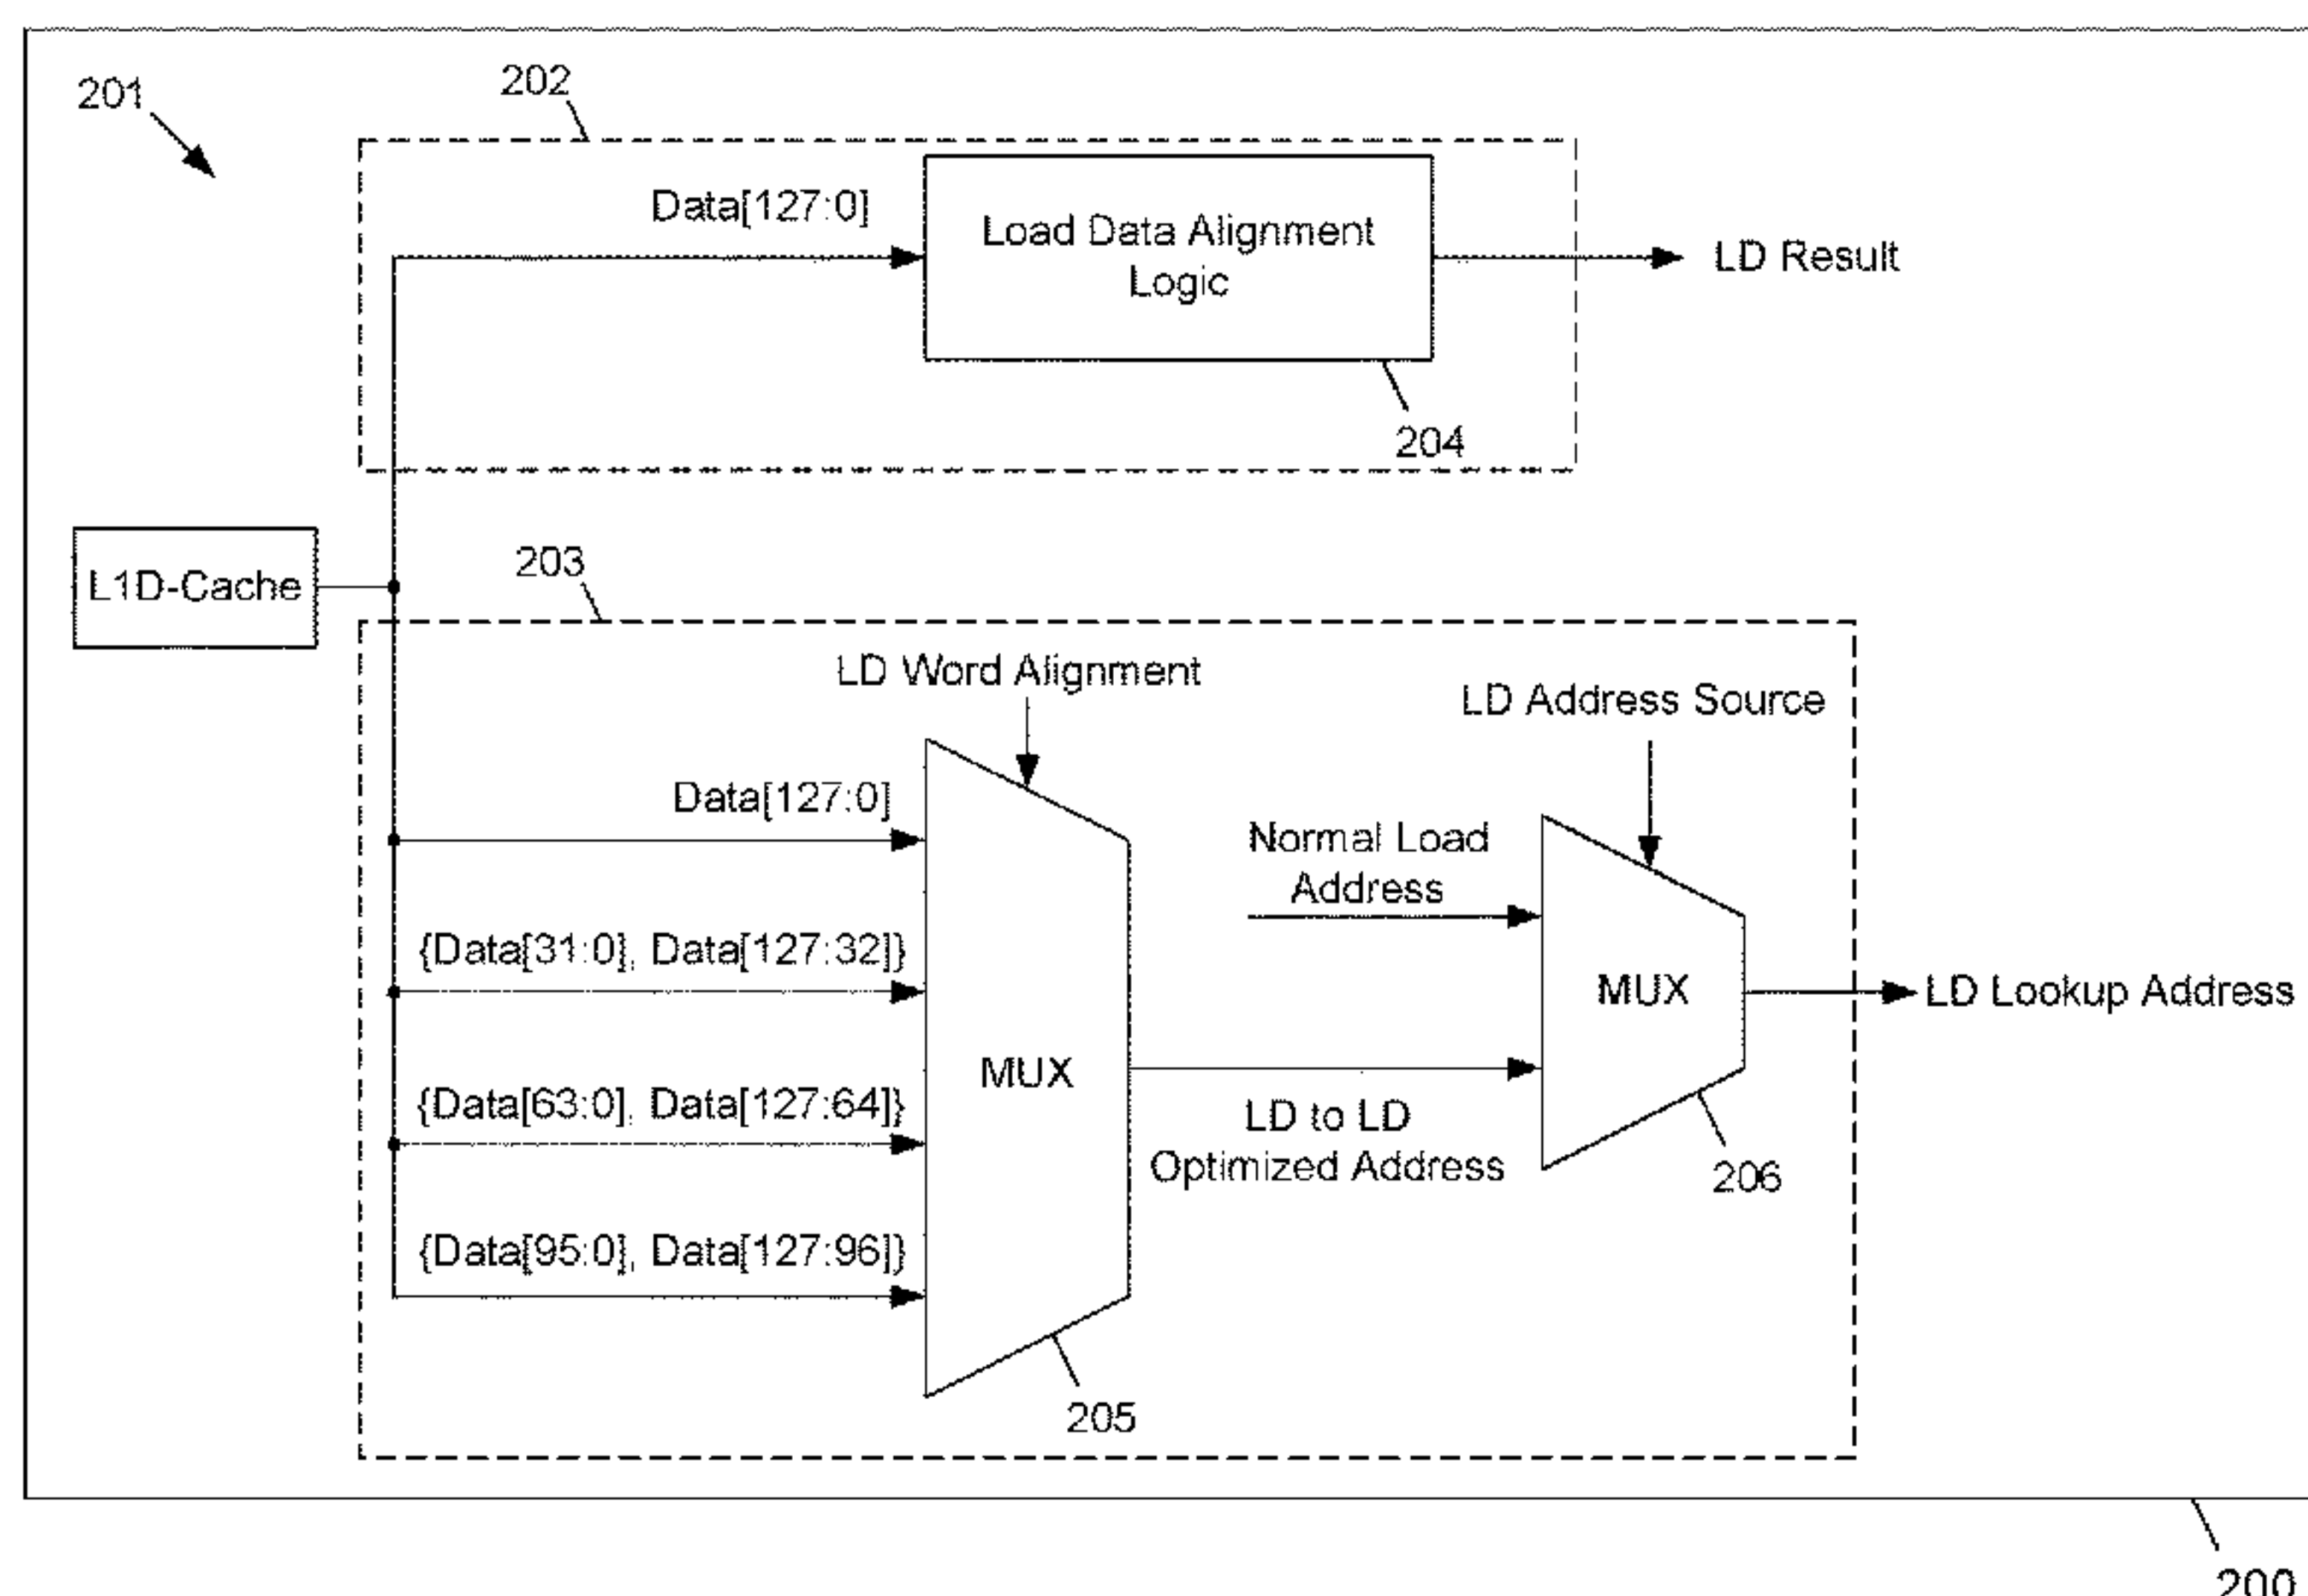 201
202
Data[127:0]
Load Data Alignment
Logic
LD Result
204
L1D-Cache
203
LD Word Alignment
LD Address Source
Data[127:0]
Normal Load
Address
{Data[31:0], Data[127:32]}
MUX
LD Lookup Address
MUX
{Data[63:0], Data[127:64]}
LD to LD
Optimized Address
206
{Data[95:0], Data[127:96]}
205
200